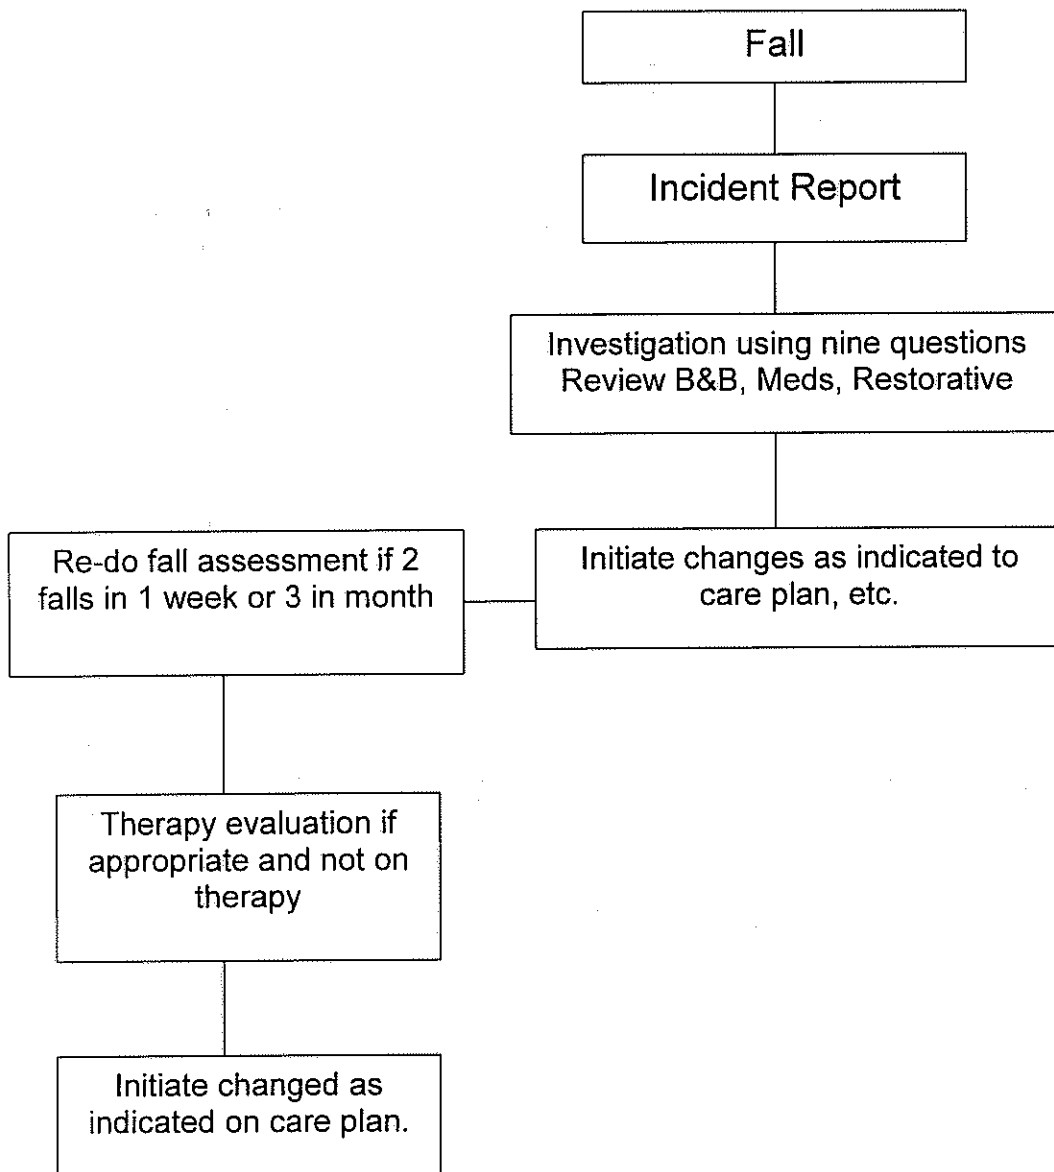 Fall
Incident Report
Investigation using nine questions
Review B&B, Meds, Restorative
Initiate changes as indicated to
care plan, etc.
Re-do fall assessment if 2
falls in 1 week or 3 in month
Therapy evaluation if
appropriate and not on
therapy
Initiate changed as
indicated on care plan.